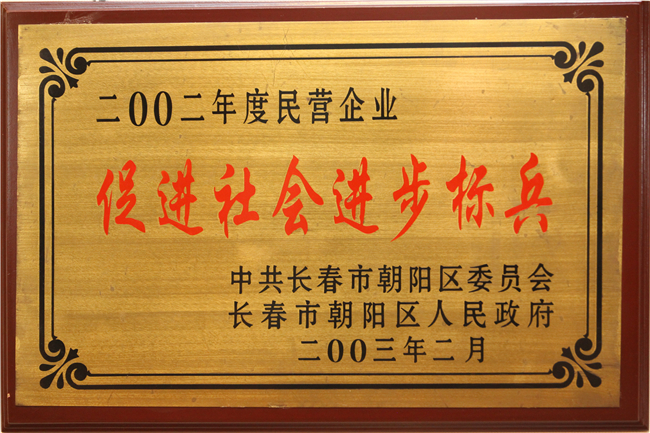 二00二年度民营企业
促进社会进步标兵
中共长春市朝阳区委员会
长春市朝阳区人民政府
二00三年二月